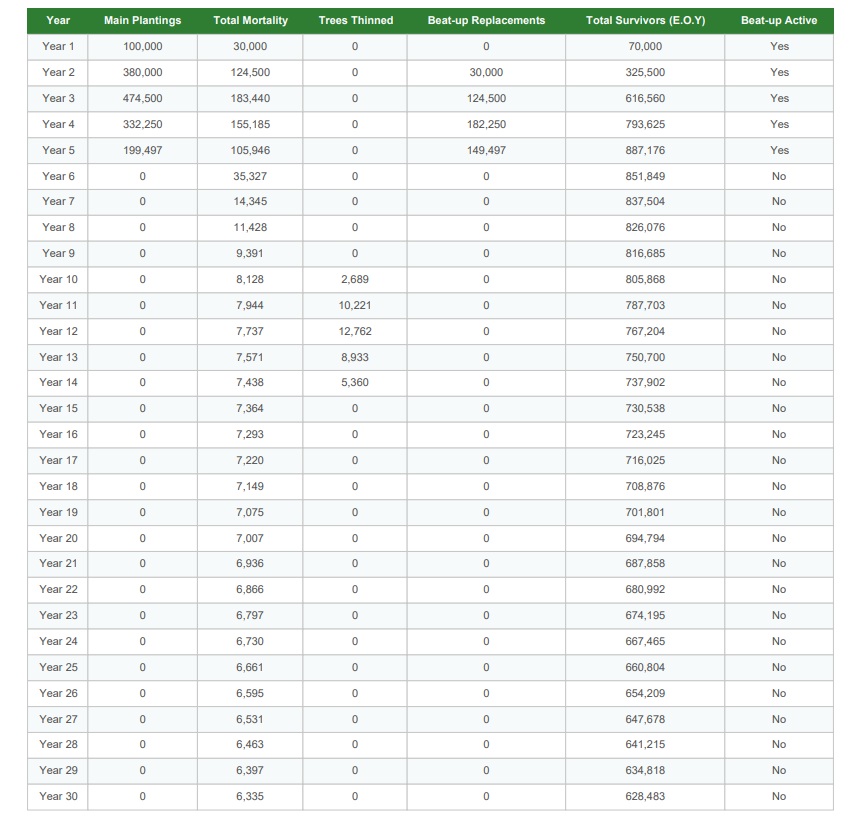 Year Main Plantings Total Mortality Trees Thinned Beat-up Replacements Total Survivors (E.O.Y) Beat-up Active
Year 1 100,000 30,000 0 0 70,000 Yes
Year 2 380,000 124,500 0 30,000 325,500 Yes
Year 3 474,500 183,440 0 124,500 616,560 Yes
Year 4 332,250 155,185 0 182,250 793,625 Yes
Year 5 199,497 105,946 0 149,497 887,176 Yes
Year 6 0 35,327 0 0 851,849 No
Year 7 0 14,345 0 0 837,504 No
Year 8 0 11,428 0 0 826,076 No
Year 9 0 9,391 0 0 816,685 No
Year 10 0 8,128 2,689 0 805,868 No
Year 11 0 7,944 10,221 0 787,703 No
Year 12 0 7,737 12,762 0 767,204 No
Year 13 0 7,571 8,933 0 750,700 No
Year 14 0 7,438 5,360 0 737,902 No
Year 15 0 7,364 0 0 730,538 No
Year 16 0 7,293 0 0 723,245 No
Year 17 0 7,220 0 0 716,025 No
Year 18 0 7,149 0 0 708,876 No
Year 19 0 7,075 0 0 701,801 No
Year 20 0 7,007 0 0 694,794 No
Year 21 0 6,936 0 0 687,858 No
Year 22 0 6,866 0 0 680,992 No
Year 23 0 6,797 0 0 674,195 No
Year 24 0 6,730 0 0 667,465 No
Year 25 0 6,661 0 0 660,804 No
Year 26 0 6,595 0 0 654,209 No
Year 27 0 6,531 0 0 647,678 No
Year 28 0 6,463 0 0 641,215 No
Year 29 0 6,397 0 0 634,818 No
Year 30 0 6,335 0 0 628,483 No